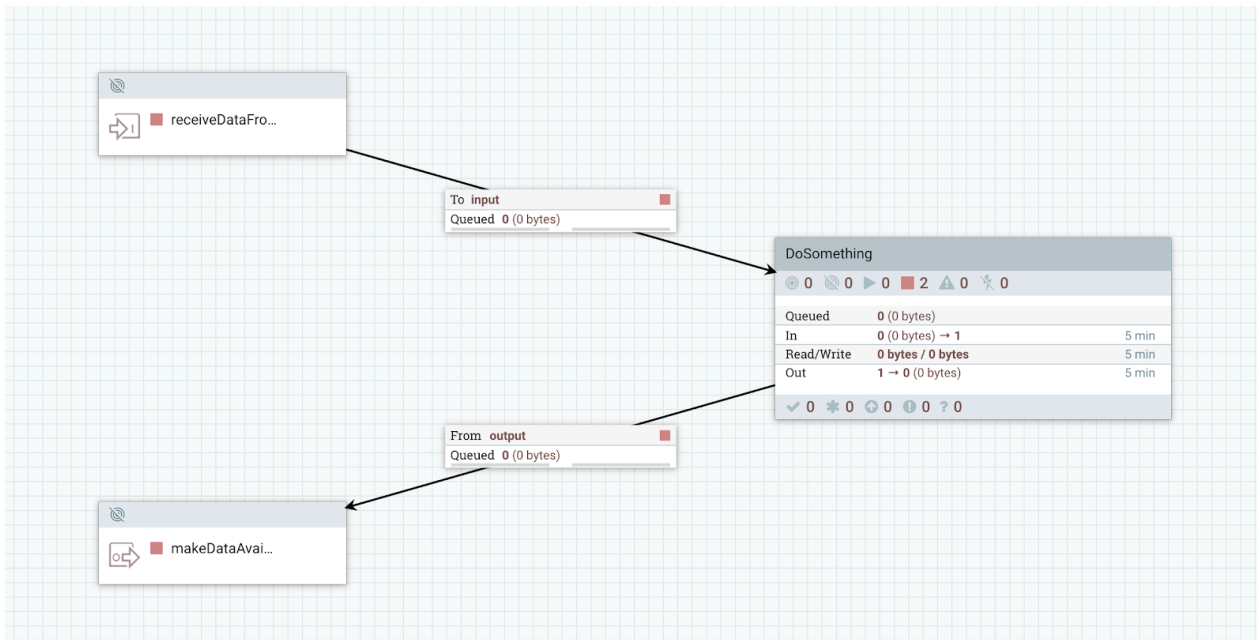 receiveDataFro...
To input
Queued 0 (0 bytes)
DoSomething
0 0 0 2 0 0
Queued 0 (0 bytes)
In 0 (0 bytes) → 1 5 min
Read/Write 0 bytes / 0 bytes 5 min
Out 1 → 0 (0 bytes) 5 min
0 0 0 0 ? 0
From output
Queued 0 (0 bytes)
makeDataAvai...